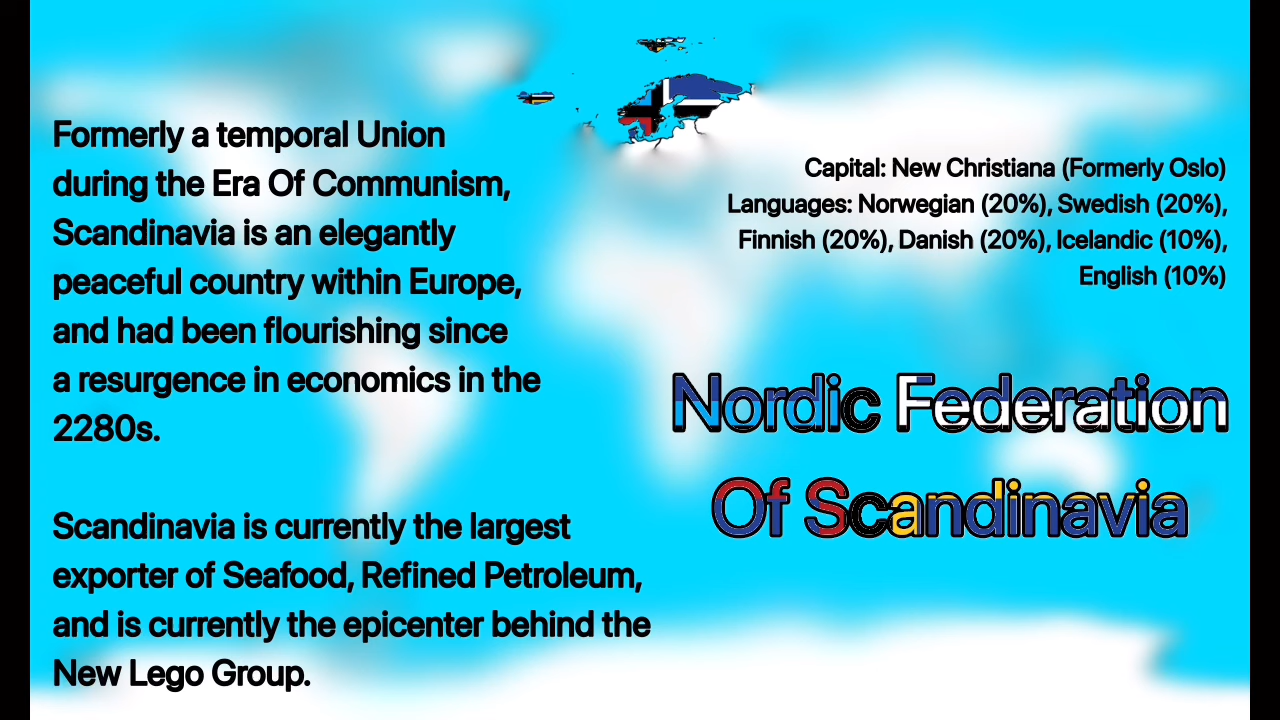 Formerly a temporal Union
during the Era Of Communism,
Scandinavia is an elegantly
peaceful country within Europe,
and had been flourishing since
a resurgence in economics in the
2280s.
Scandinavia is currently the largest
exporter of Seafood, Refined Petroleum,
and is currently the epicenter behind the
New Lego Group.
Capital: New Christiana (Formerly Oslo)
Languages: Norwegian (20%), Swedish (20%),
Finnish (20%), Danish (20%), Icelandic (10%),
English (10%)
Nordic Federation
Of Scandinavia